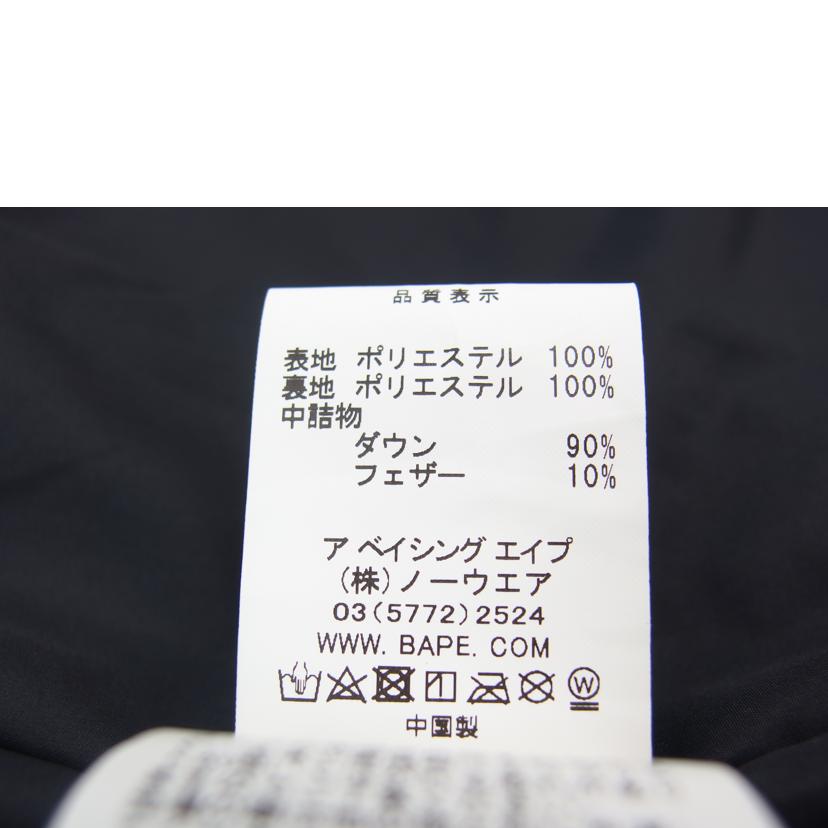 品質表示
表地 ポリエステル 100%
裏地 ポリエステル 100%
中詰物
ダウン 90%
フェザー 10%
ア ベイシング エイプ
(株)ノーウエア
03(5772)2524
WWW. BAPE. COM
W
中国製